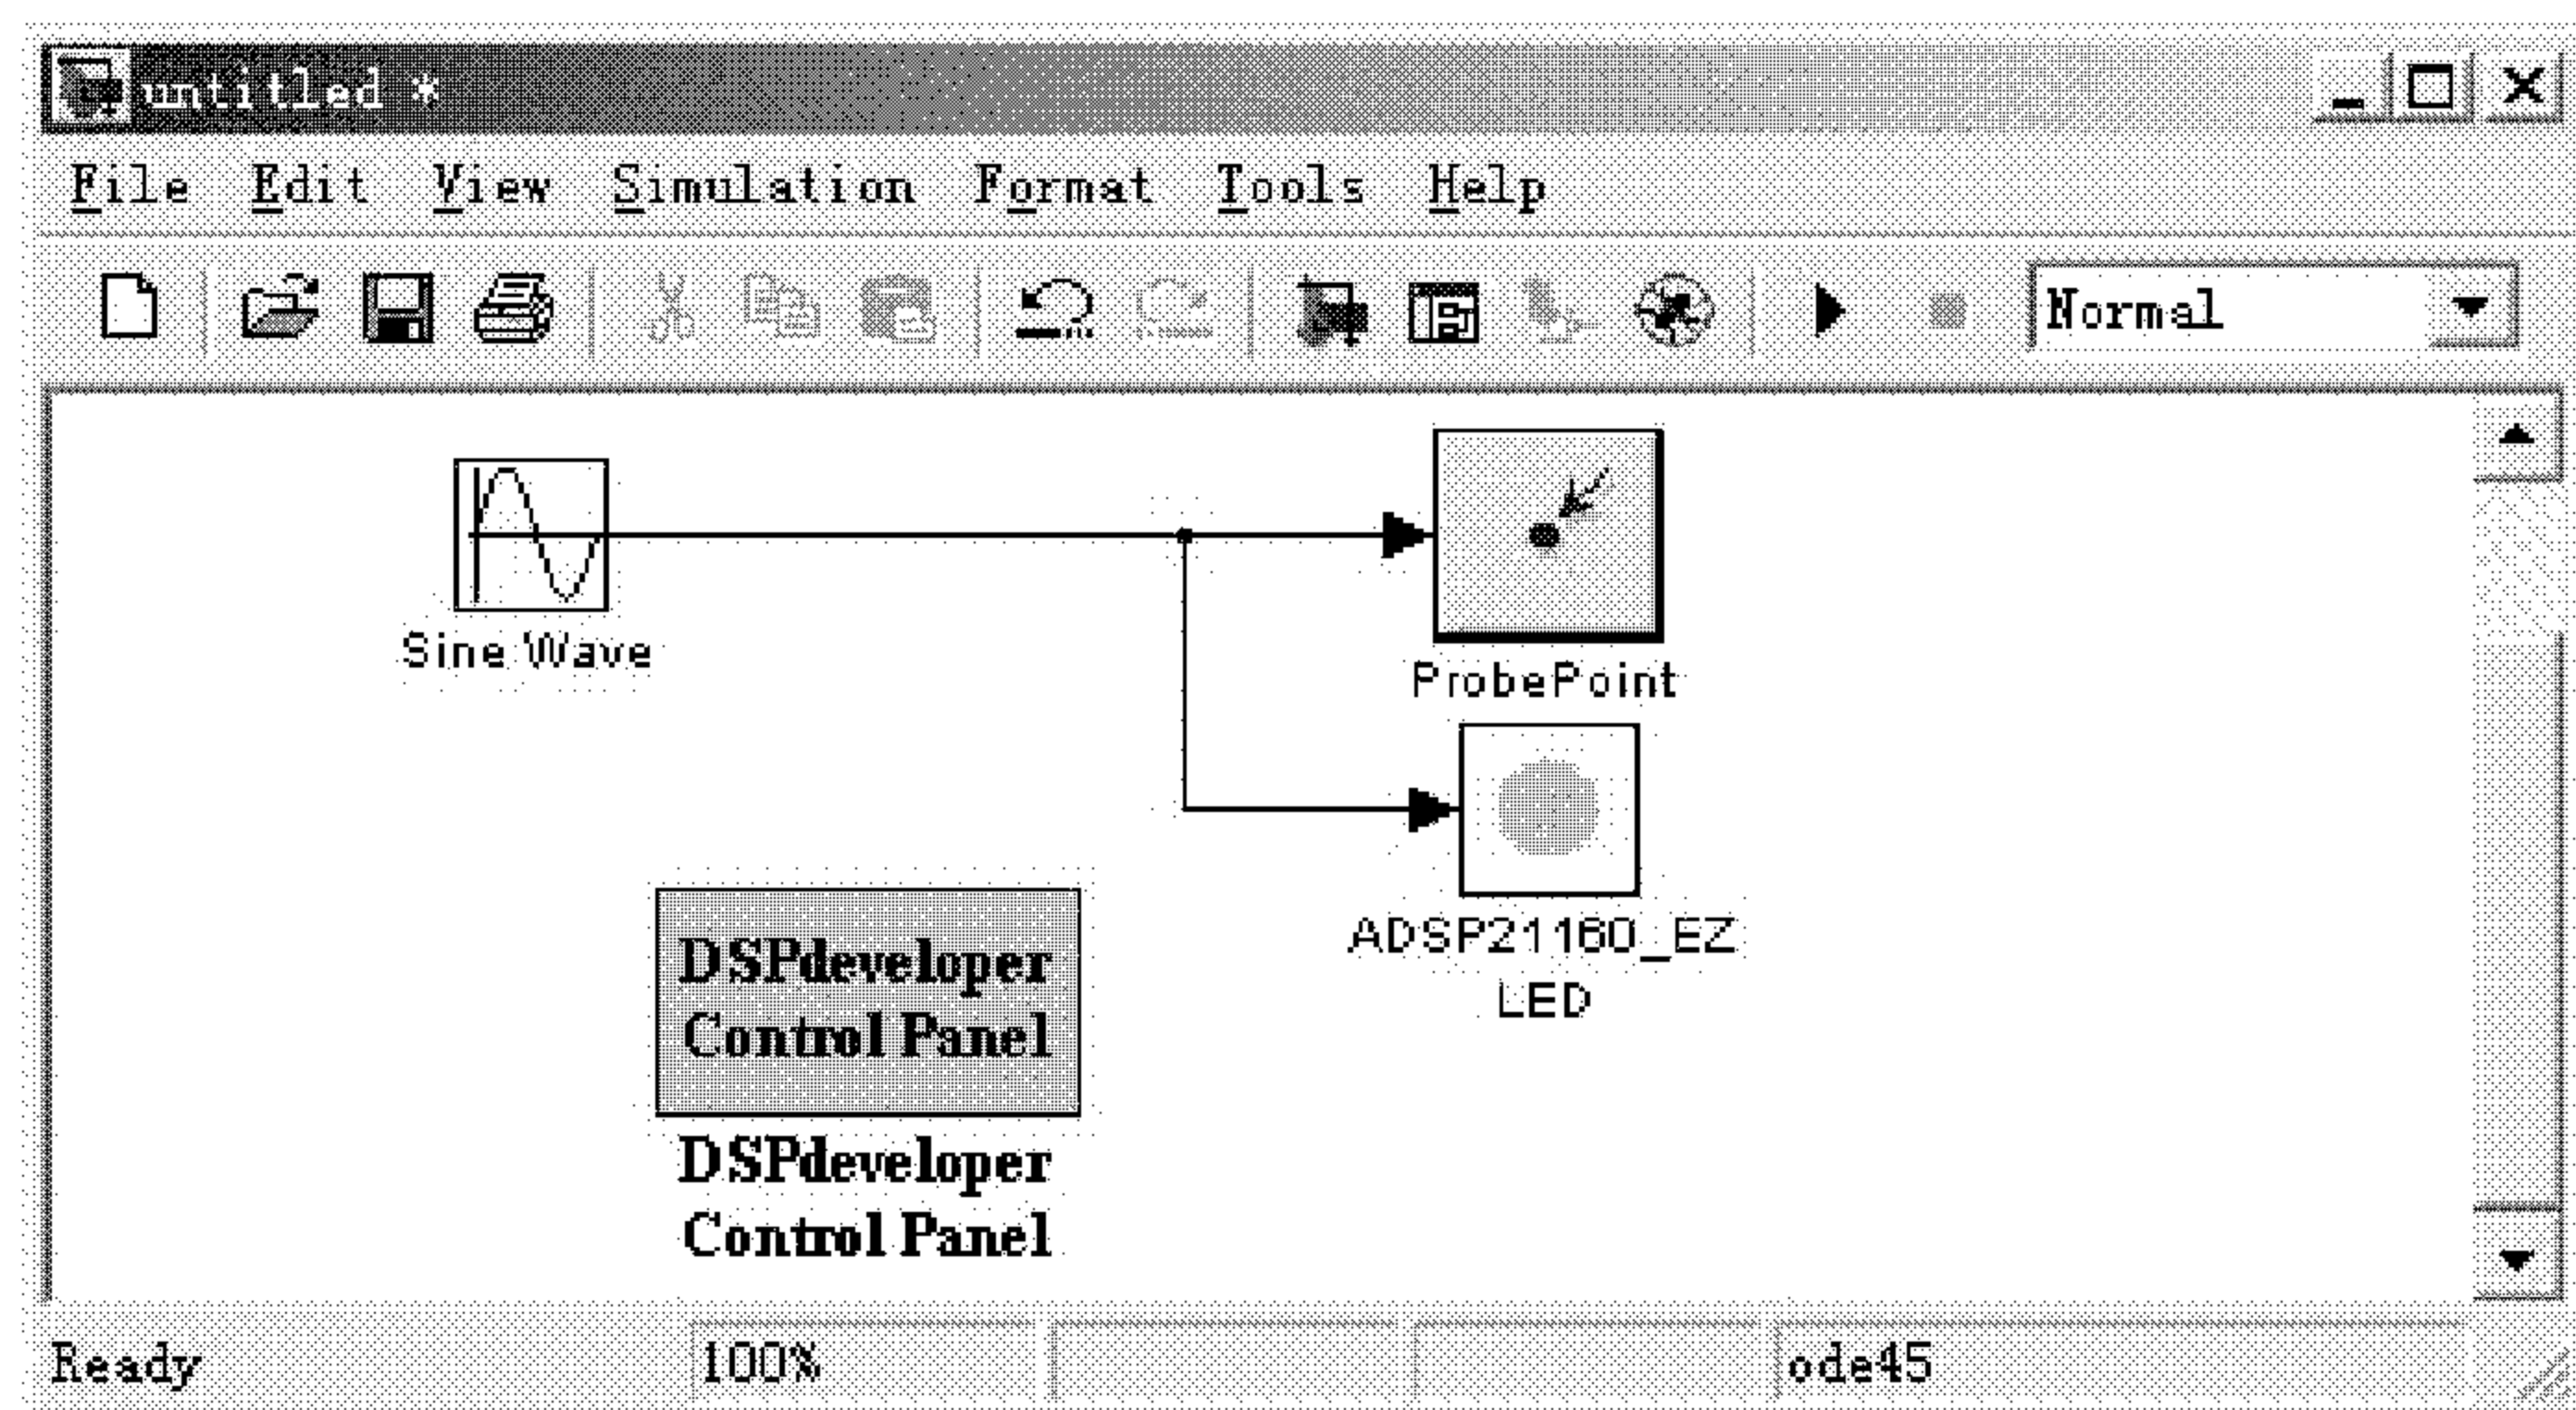 untitled *
File Edit View Simulation Format Tools Help
Normal
Sine Wave
ProbePoint
ADSP21160_EZ
LED
DSPdeveloper
Control Panel
DSPdeveloper
Control Panel
Ready 100% ode45